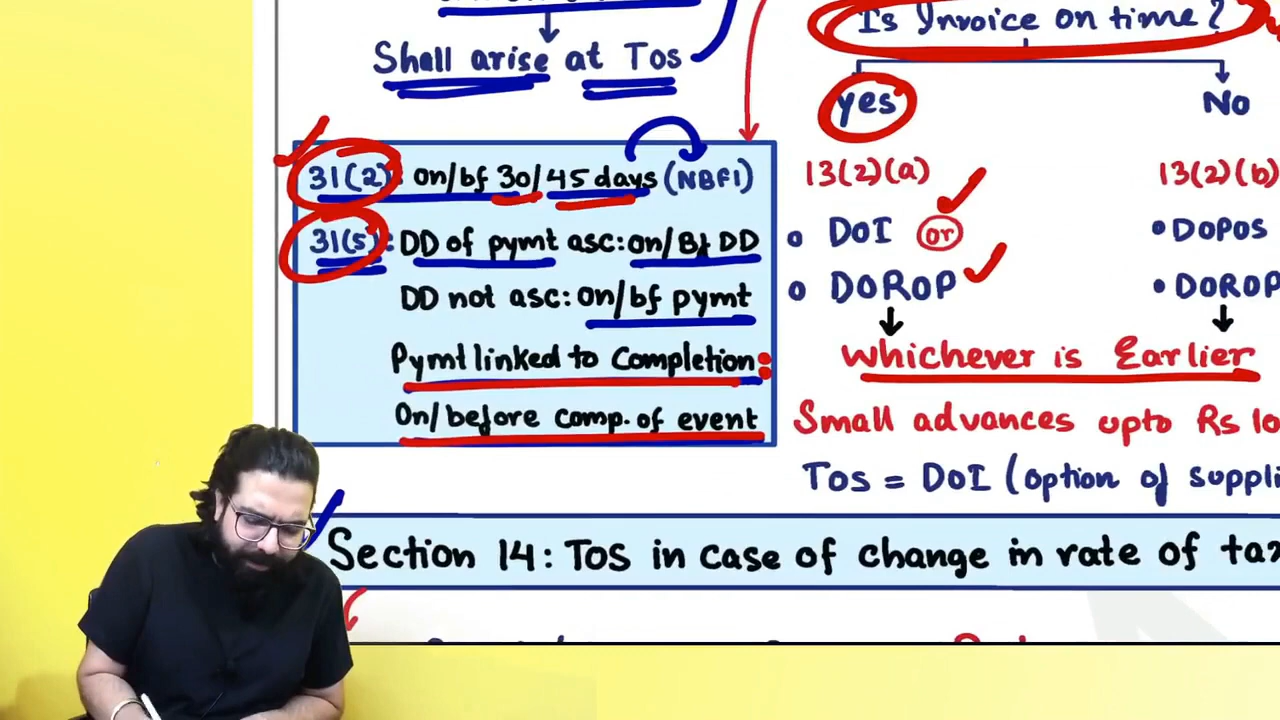 Shall arise at Tos
31(2): on/bf 30/45 days (NBFI)
31(5): DD of pymt asc: on/Bf DD
DD not asc: on/bf pymt
Pymt linked to Completion:
On/before comp. of event
Is Invoice on time?
yes
No
13(2)(a)
13(2)(b)
• DOI or
• DOPOS
• DOROP
• DOROP
whichever is Earlier
Small advances upto Rs 10
Tos = DOI (option of suppli
Section 14: Tos in case of change in rate of tax